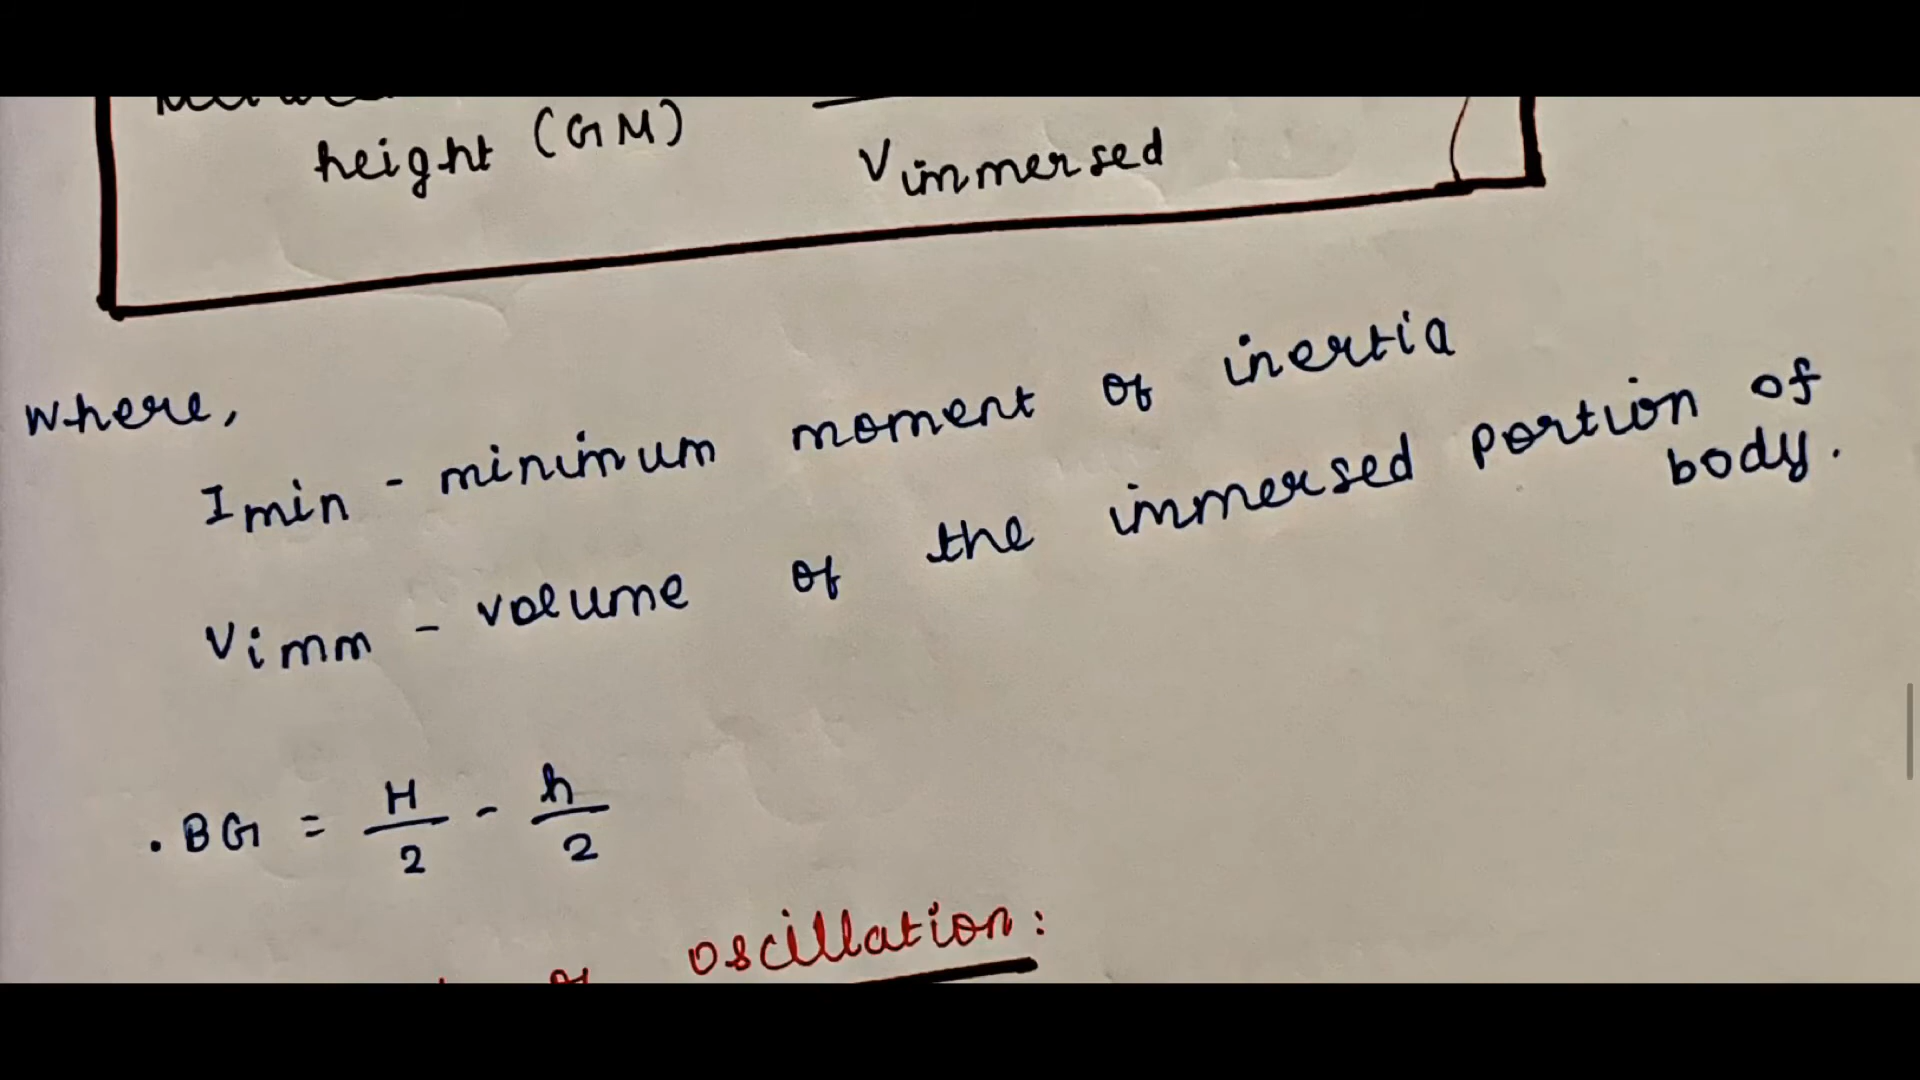 height (GM)
Vimmersed
where,
Imin - minimum moment of inertia
Vimm - volume of the immersed portion of
body.
. BG = H/2 - h/2
oscillation: